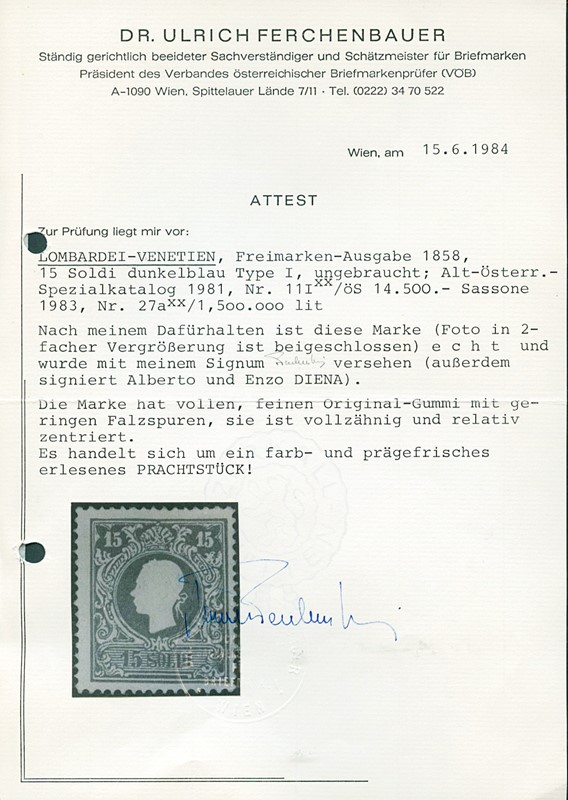 DR. ULRICH FERCHENBAUER
Ständig gerichtlich beeideter Sachverständiger und Schätzmeister für Briefmarken
Präsident des Verbandes österreichischer Briefmarkenprüfer (VÖB)
A-1090 Wien, Spittelauer Lände 7/11 · Tel. (0222) 34 70 522
Wien, am 15.6.1984
ATTEST
Zur Prüfung liegt mir vor:
LOMBARDEI-VENETIEN, Freimarken-Ausgabe 1858,
15 Soldi dunkelblau Type I, ungebraucht; Alt-Österr.-
Spezialkatalog 1981, Nr. 11Ixx/öS 14.500.- Sassone
1983, Nr. 27axx/1,500.000 lit
Nach meinem Dafürhalten ist diese Marke (Foto in 2-
facher Vergrößerung ist beigeschlossen) e c h t und
wurde mit meinem Signum versehen (außerdem
signiert Alberto und Enzo DIENA).
Die Marke hat vollen, feinen Original-Gummi mit ge-
ringen Falzspuren, sie ist vollzähnig und relativ
zentriert.
Es handelt sich um ein farb- und prägefrisches
erlesenes PRACHTSTÜCK!
15 15
15 SOLDI